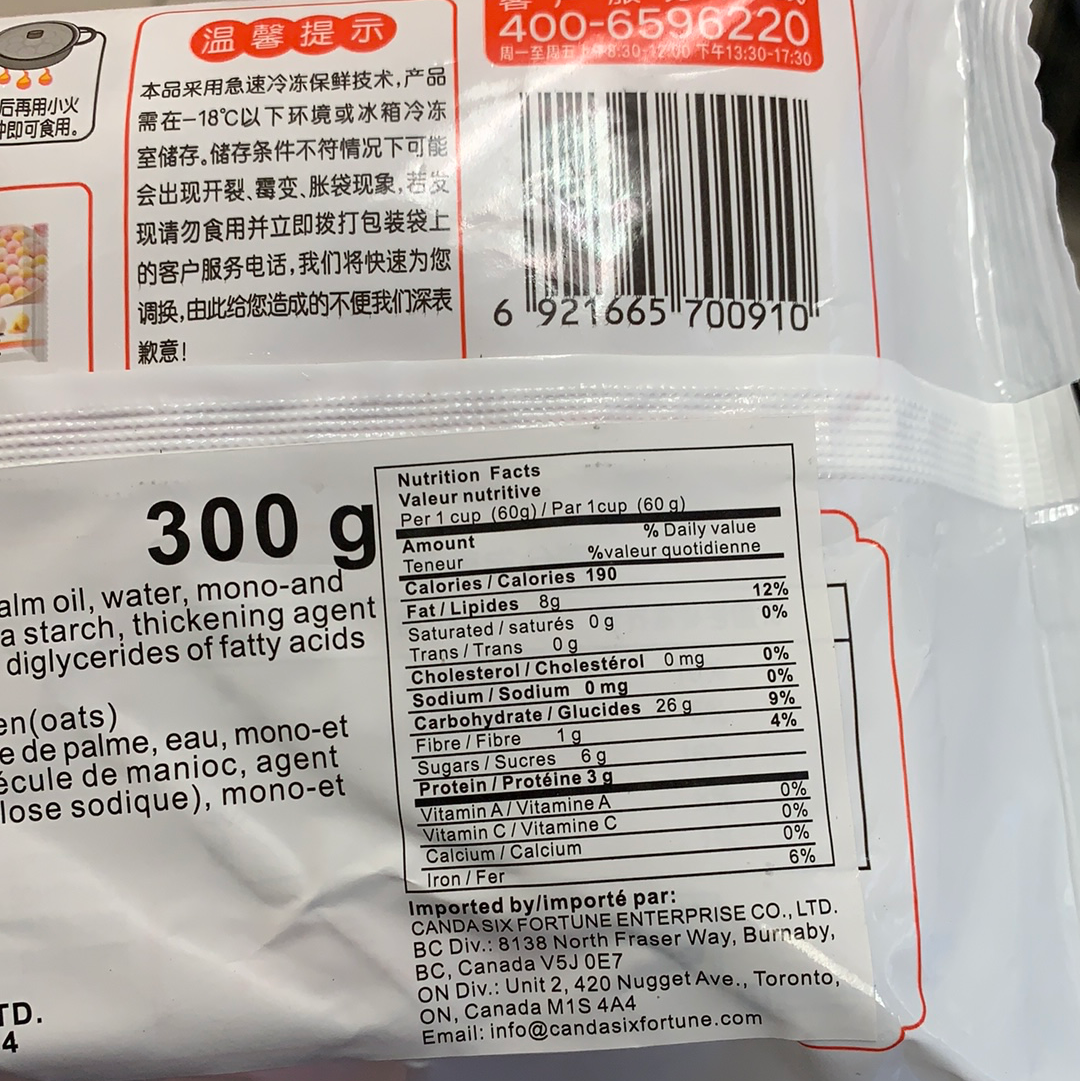 后再用小火
即可食用。
温馨提示
本品采用急速冷冻保鲜技术,产品
需在-18℃以下环境或冰箱冷冻
室储存。储存条件不符情况下可能
会出现开裂、霉变、胀袋现象,若发
现请勿食用并立即拨打包装袋上
的客户服务电话,我们将快速为您
调换,由此给您造成的不便我们深表
歉意!
400-6596220
周一至周五 上午8:30-12:00 下午13:30-17:30
6 921665 700910
300 g
alm oil, water, mono-and
a starch, thickening agent
diglycerides of fatty acids
en(oats)
e de palme, eau, mono-et
écule de manioc, agent
lose sodique), mono-et
TD.
4
Nutrition Facts
Valeur nutritive
Per 1 cup (60g) / Par 1cup (60 g)
Amount % Daily value
Teneur %valeur quotidienne
Calories / Calories 190
Fat / Lipides 8g 12%
Saturated / saturés 0 g 0%
Trans / Trans 0 g
Cholesterol / Cholestérol 0 mg 0%
Sodium / Sodium 0 mg 0%
Carbohydrate / Glucides 26 g 9%
Fibre / Fibre 1 g 4%
Sugars / Sucres 6 g
Protein / Protéine 3 g
Vitamin A / Vitamine A 0%
Vitamin C / Vitamine C 0%
Calcium / Calcium 0%
Iron / Fer 6%
Imported by/importé par:
CANDA SIX FORTUNE ENTERPRISE CO., LTD.
BC Div.: 8138 North Fraser Way, Burnaby,
BC, Canada V5J 0E7
ON Div.: Unit 2, 420 Nugget Ave., Toronto,
ON, Canada M1S 4A4
Email: info@candasixfortune.com